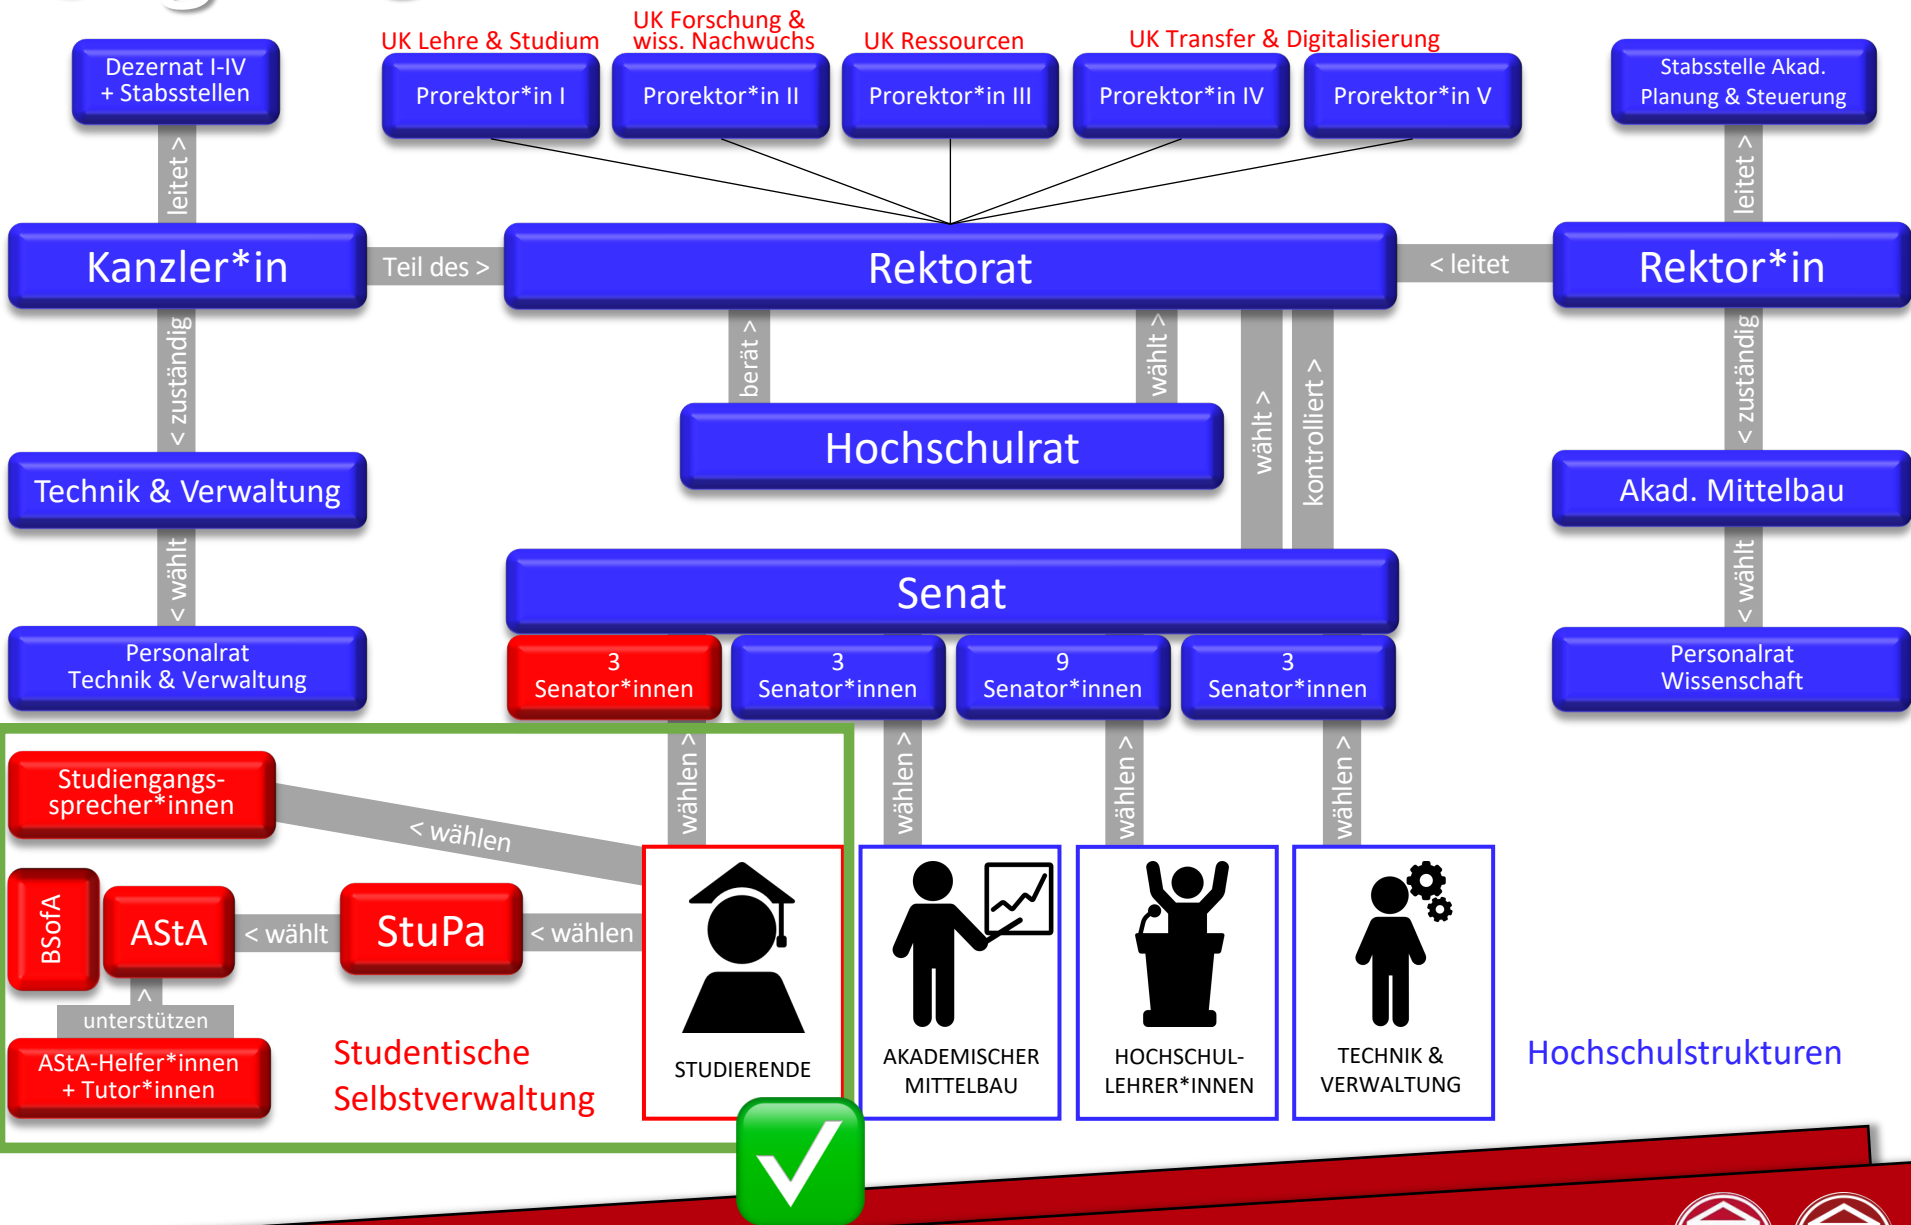 UK Lehre & Studium
UK Forschung &
wiss. Nachwuchs
UK Ressourcen
UK Transfer & Digitalisierung
Dezernat I-IV
+ Stabsstellen
Prorektor*in I
Prorektor*in II
Prorektor*in III
Prorektor*in IV
Prorektor*in V
Stabsstelle Akad.
Planung & Steuerung
leitet >
leitet >
Kanzler*in
Teil des >
Rektorat
< leitet
Rektor*in
< zuständig
berät >
wählt >
wählt >
kontrolliert >
< zuständig
Hochschulrat
Technik & Verwaltung
Akad. Mittelbau
< wählt
< wählt
Senat
Personalrat
Technik & Verwaltung
3
Senator*innen
3
Senator*innen
9
Senator*innen
3
Senator*innen
Personalrat
Wissenschaft
wählen >
wählen >
wählen >
wählen >
Studiengangs-
sprecher*innen
< wählen
BSofA
AStA
< wählt
StuPa
< wählen
>
unterstützen
AStA-Helfer*innen
+ Tutor*innen
Studentische
Selbstverwaltung
STUDIERENDE
AKADEMISCHER
MITTELBAU
HOCHSCHUL-
LEHRER*INNEN
TECHNIK &
VERWALTUNG
Hochschulstrukturen